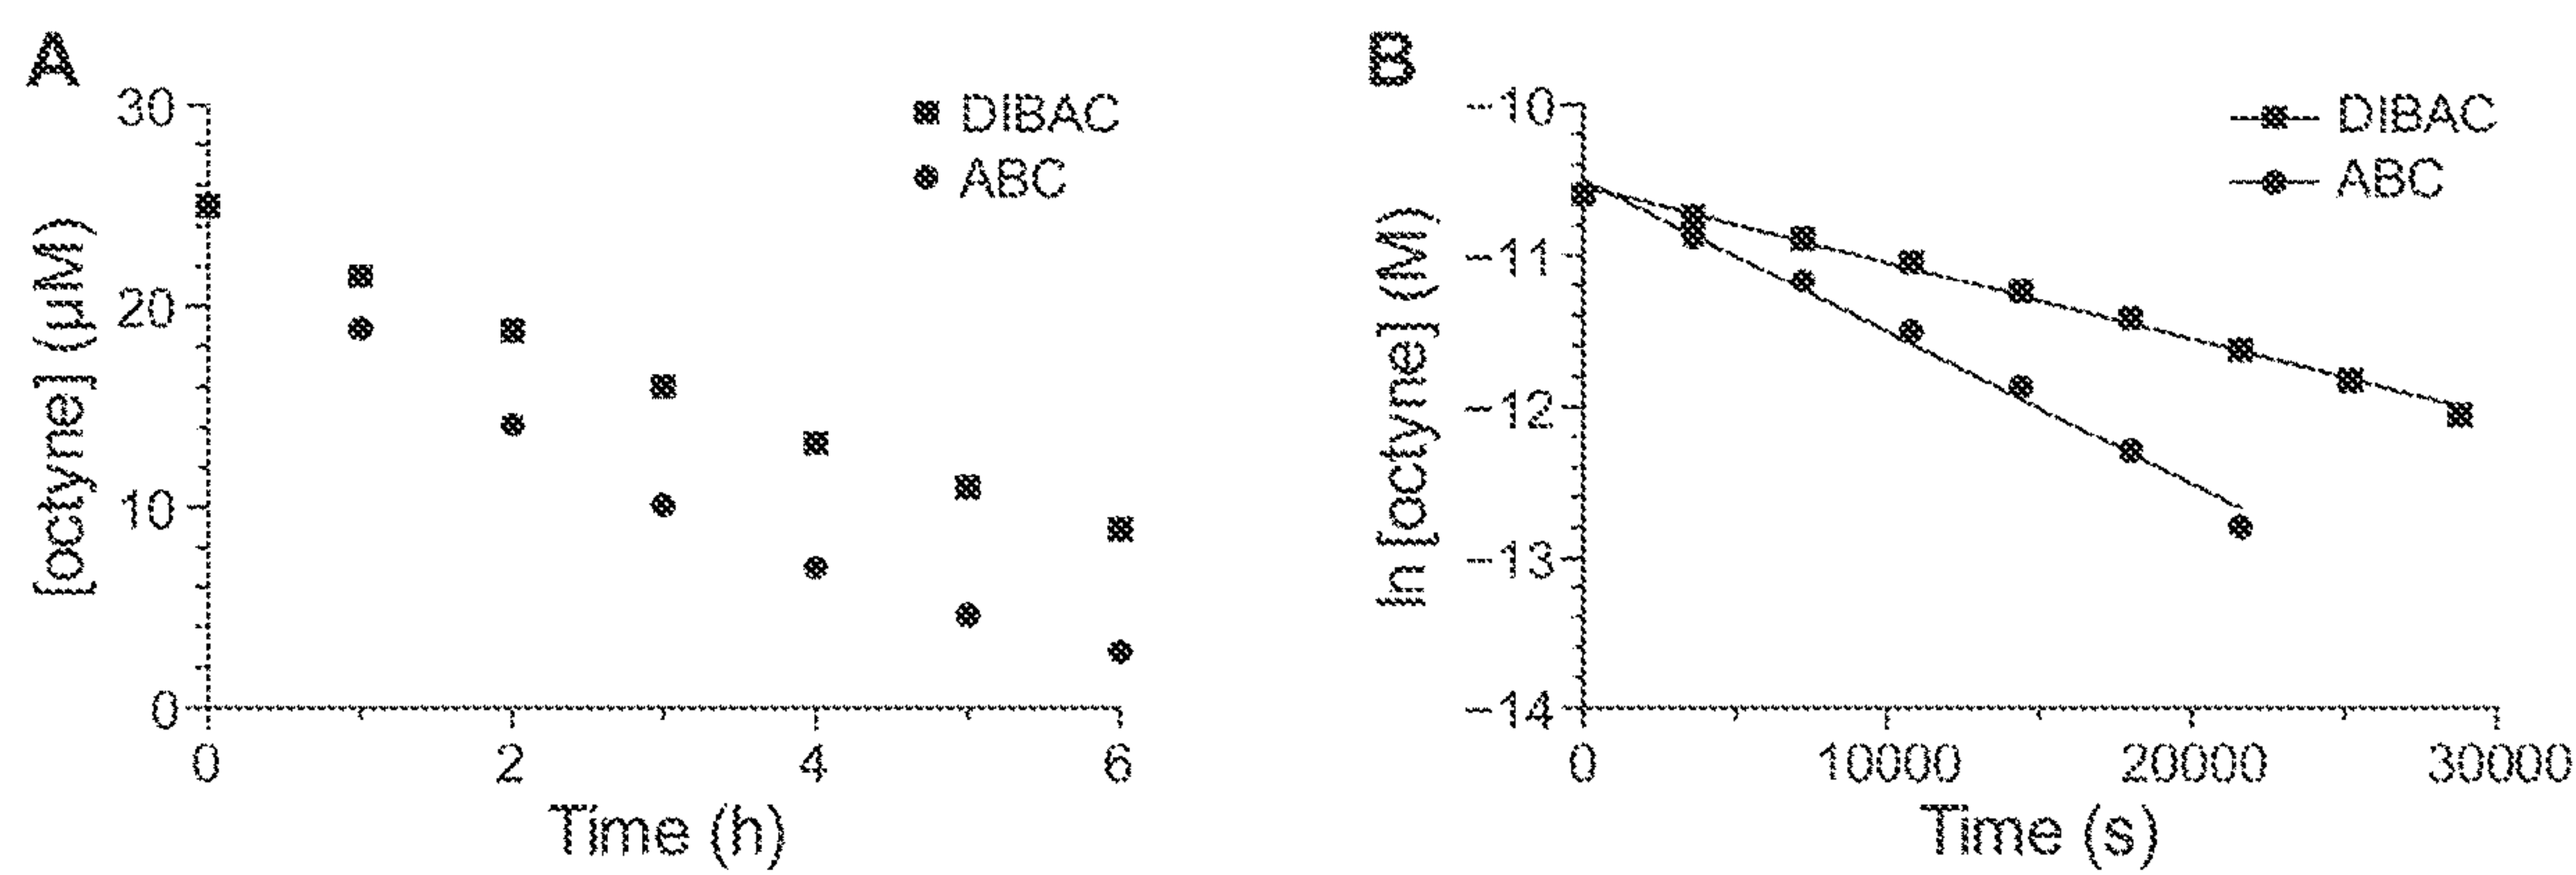 A
30
20
10
0
[octyne] (µM)
DIBAC
ABC
0 2 4 6
Time (h)
B
−10
−11
−12
−13
−14
ln [octyne] (M)
DIBAC
ABC
0 10000 20000 30000
Time (s)